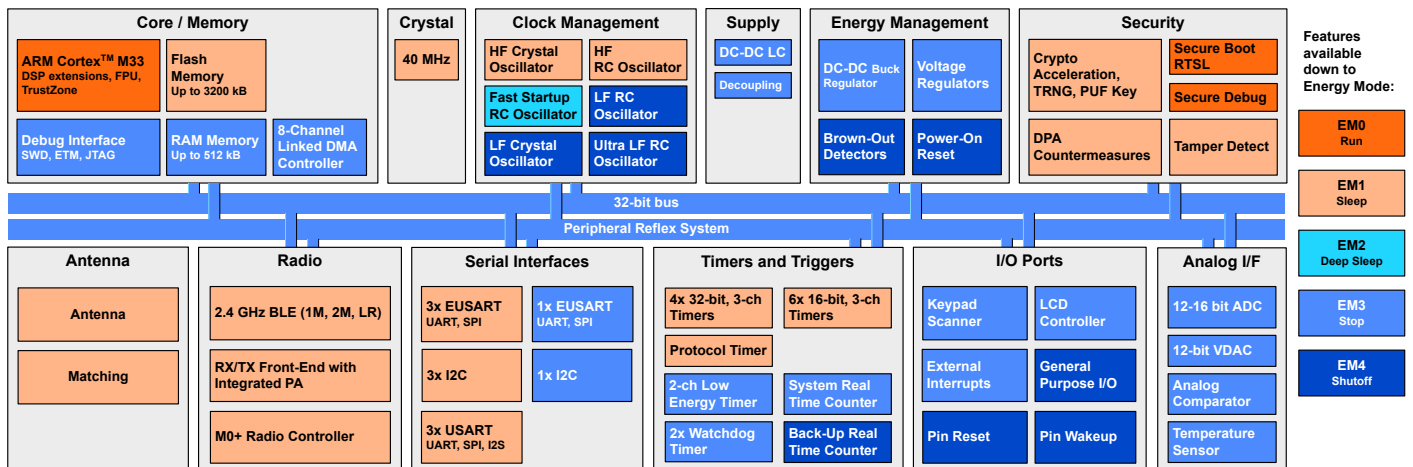 Core / Memory
ARM Cortex™ M33
DSP extensions, FPU,
TrustZone
Flash
Memory
Up to 3200 kB
Debug Interface
SWD, ETM, JTAG
RAM Memory
Up to 512 kB
8-Channel
Linked DMA
Controller
Crystal
40 MHz
Clock Management
HF Crystal
Oscillator
HF
RC Oscillator
Fast Startup
RC Oscillator
LF RC
Oscillator
LF Crystal
Oscillator
Ultra LF RC
Oscillator
Supply
DC-DC LC
Decoupling
Energy Management
DC-DC Buck
Regulator
Voltage
Regulators
Brown-Out
Detectors
Power-On
Reset
Security
Crypto
Acceleration,
TRNG, PUF Key
Secure Boot
RTSL
Secure Debug
DPA
Countermeasures
Tamper Detect
Features
available
down to
Energy Mode:
EM0
Run
EM1
Sleep
EM2
Deep Sleep
EM3
Stop
EM4
Shutoff
32-bit bus
Peripheral Reflex System
Antenna
Antenna
Matching
Radio
2.4 GHz BLE (1M, 2M, LR)
RX/TX Front-End with
Integrated PA
M0+ Radio Controller
Serial Interfaces
3x EUSART
UART, SPI
1x EUSART
UART, SPI
3x I2C
1x I2C
3x USART
UART, SPI, I2S
Timers and Triggers
4x 32-bit, 3-ch
Timers
6x 16-bit, 3-ch
Timers
Protocol Timer
2-ch Low
Energy Timer
System Real
Time Counter
2x Watchdog
Timer
Back-Up Real
Time Counter
I/O Ports
Keypad
Scanner
LCD
Controller
External
Interrupts
General
Purpose I/O
Pin Reset
Pin Wakeup
Analog I/F
12-16 bit ADC
12-bit VDAC
Analog
Comparator
Temperature
Sensor